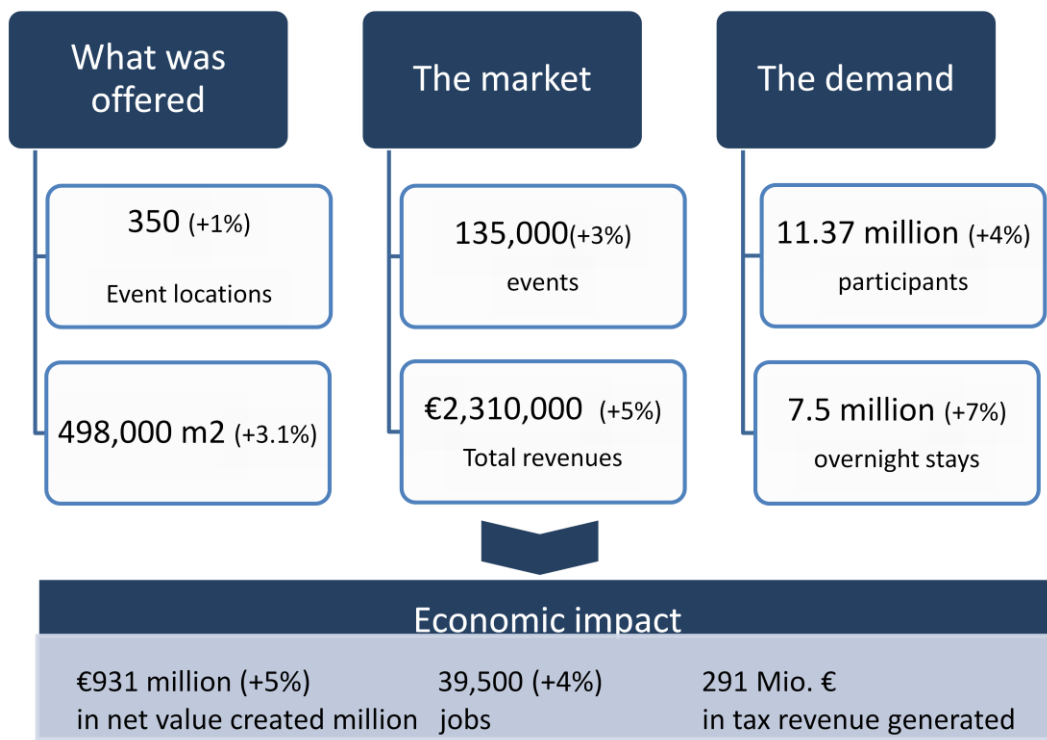 What was
offered
The market
The demand
350 (+1%)
Event locations
135,000(+3%)
events
11.37 million (+4%)
participants
498,000 m2 (+3.1%)
€2,310,000 (+5%)
Total revenues
7.5 million (+7%)
overnight stays
Economic impact
€931 million (+5%)
in net value created million
39,500 (+4%)
jobs
291 Mio. €
in tax revenue generated